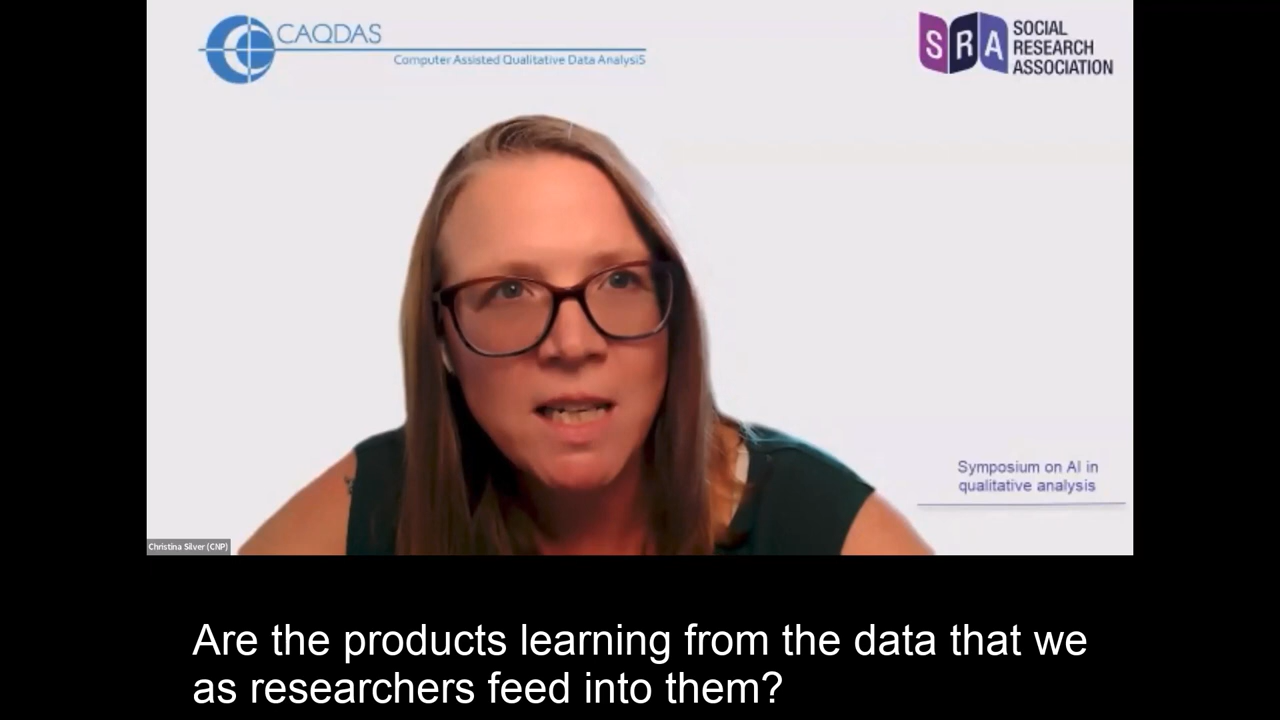 CAQDAS
Computer Assisted Qualitative Data AnalysiS
SRA
SOCIAL
RESEARCH
ASSOCIATION
Symposium on AI in
qualitative analysis
Christina Silver (CNP)
Are the products learning from the data that we
as researchers feed into them?